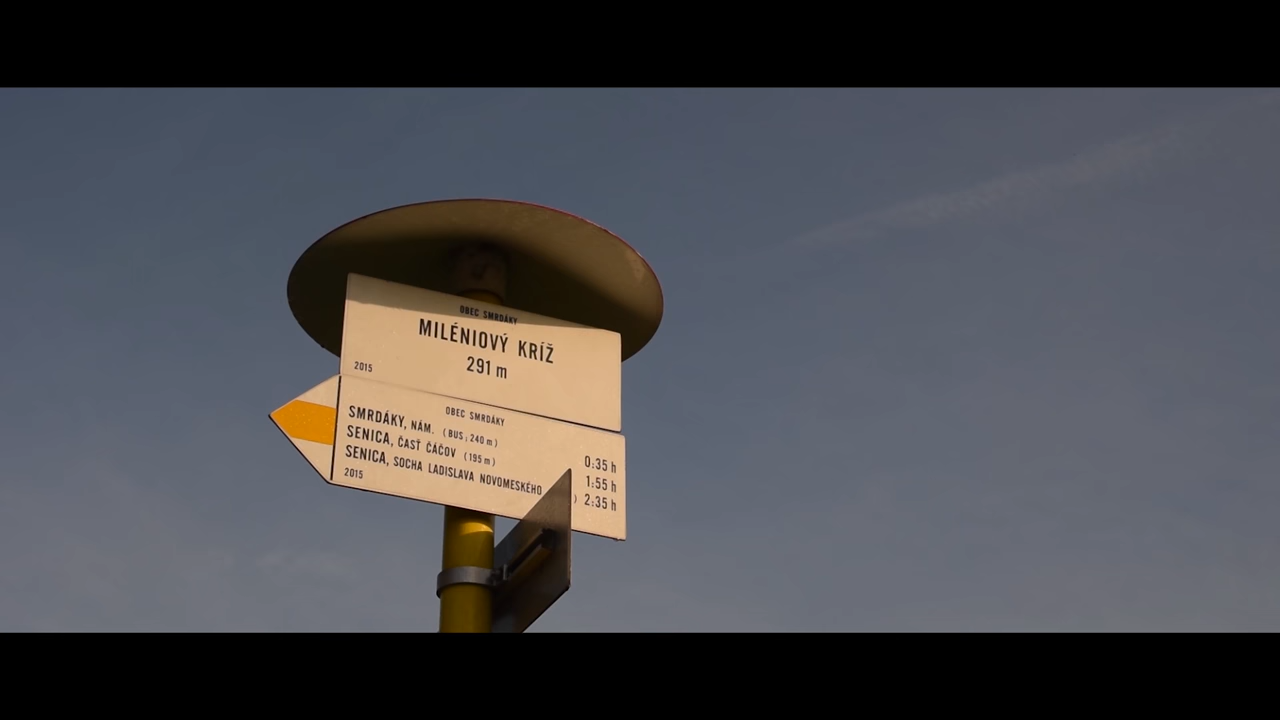 OBEC SMRDÁKY
MILÉNIOVÝ KRÍŽ
291 m
2015
OBEC SMRDÁKY
SMRDÁKY, NÁM. (BUS; 240 m) 0:35 h
SENICA, ČASŤ ČÁČOV (195 m) 1:55 h
SENICA, SOCHA LADISLAVA NOVOMESKÉHO ) 2:35 h
2015